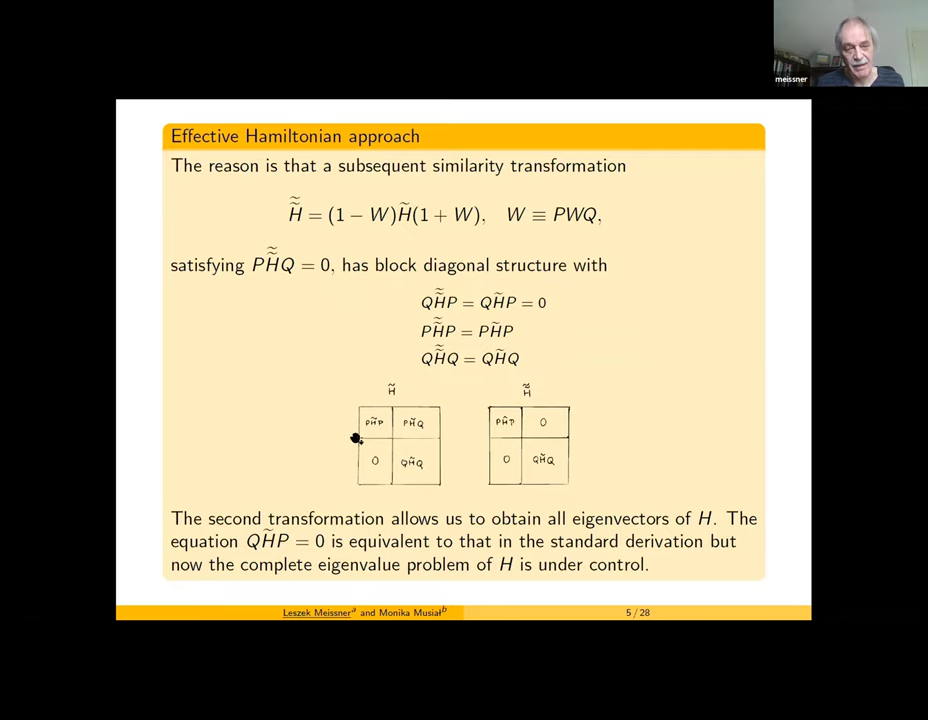 meissner
Effective Hamiltonian approach
The reason is that a subsequent similarity transformation
H̃̃ = (1 − W)H̃(1 + W), W ≡ PWQ,
satisfying PH̃̃Q = 0, has block diagonal structure with
QH̃̃P = QH̃P = 0
PH̃̃P = PH̃P
QH̃̃Q = QH̃Q
H̃ H̃̃
PH̃P PH̃Q PH̃P 0
0 QH̃Q 0 QH̃Q
The second transformation allows us to obtain all eigenvectors of H. The
equation QH̃P = 0 is equivalent to that in the standard derivation but
now the complete eigenvalue problem of H is under control.
Leszek Meissnerᵃ and Monika Musiałᵇ 5 / 28